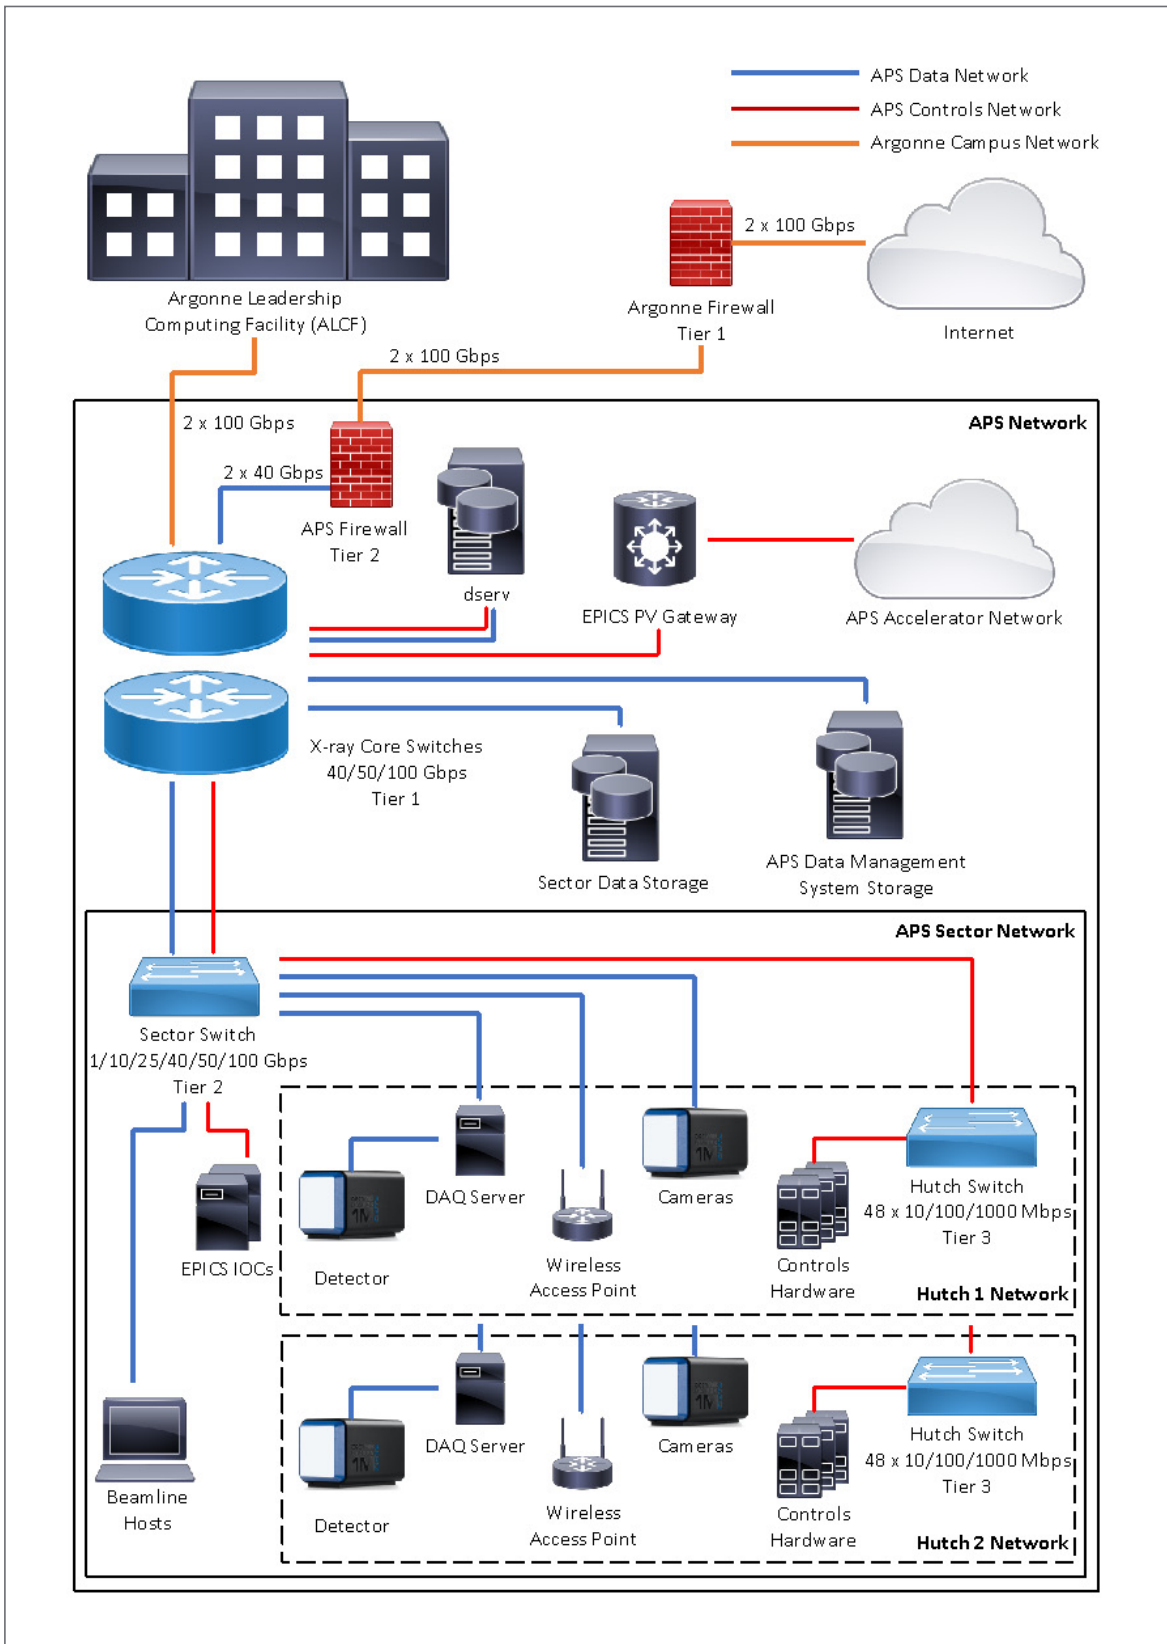 APS Data Network
APS Controls Network
Argonne Campus Network
2 x 100 Gbps
Argonne Leadership
Computing Facility (ALCF)
Argonne Firewall
Tier 1
Internet
2 x 100 Gbps
APS Network
2 x 100 Gbps
2 x 40 Gbps
APS Firewall
Tier 2
dserv
EPICS PV Gateway
APS Accelerator Network
X-ray Core Switches
40/50/100 Gbps
Tier 1
Sector Data Storage
APS Data Management
System Storage
APS Sector Network
Sector Switch
1/10/25/40/50/100 Gbps
Tier 2
EPICS IOCs
Detector
DAQ Server
Wireless
Access Point
Cameras
Controls
Hardware
Hutch Switch
48 x 10/100/1000 Mbps
Tier 3
Hutch 1 Network
Beamline
Hosts
Detector
DAQ Server
Wireless
Access Point
Cameras
Controls
Hardware
Hutch Switch
48 x 10/100/1000 Mbps
Tier 3
Hutch 2 Network